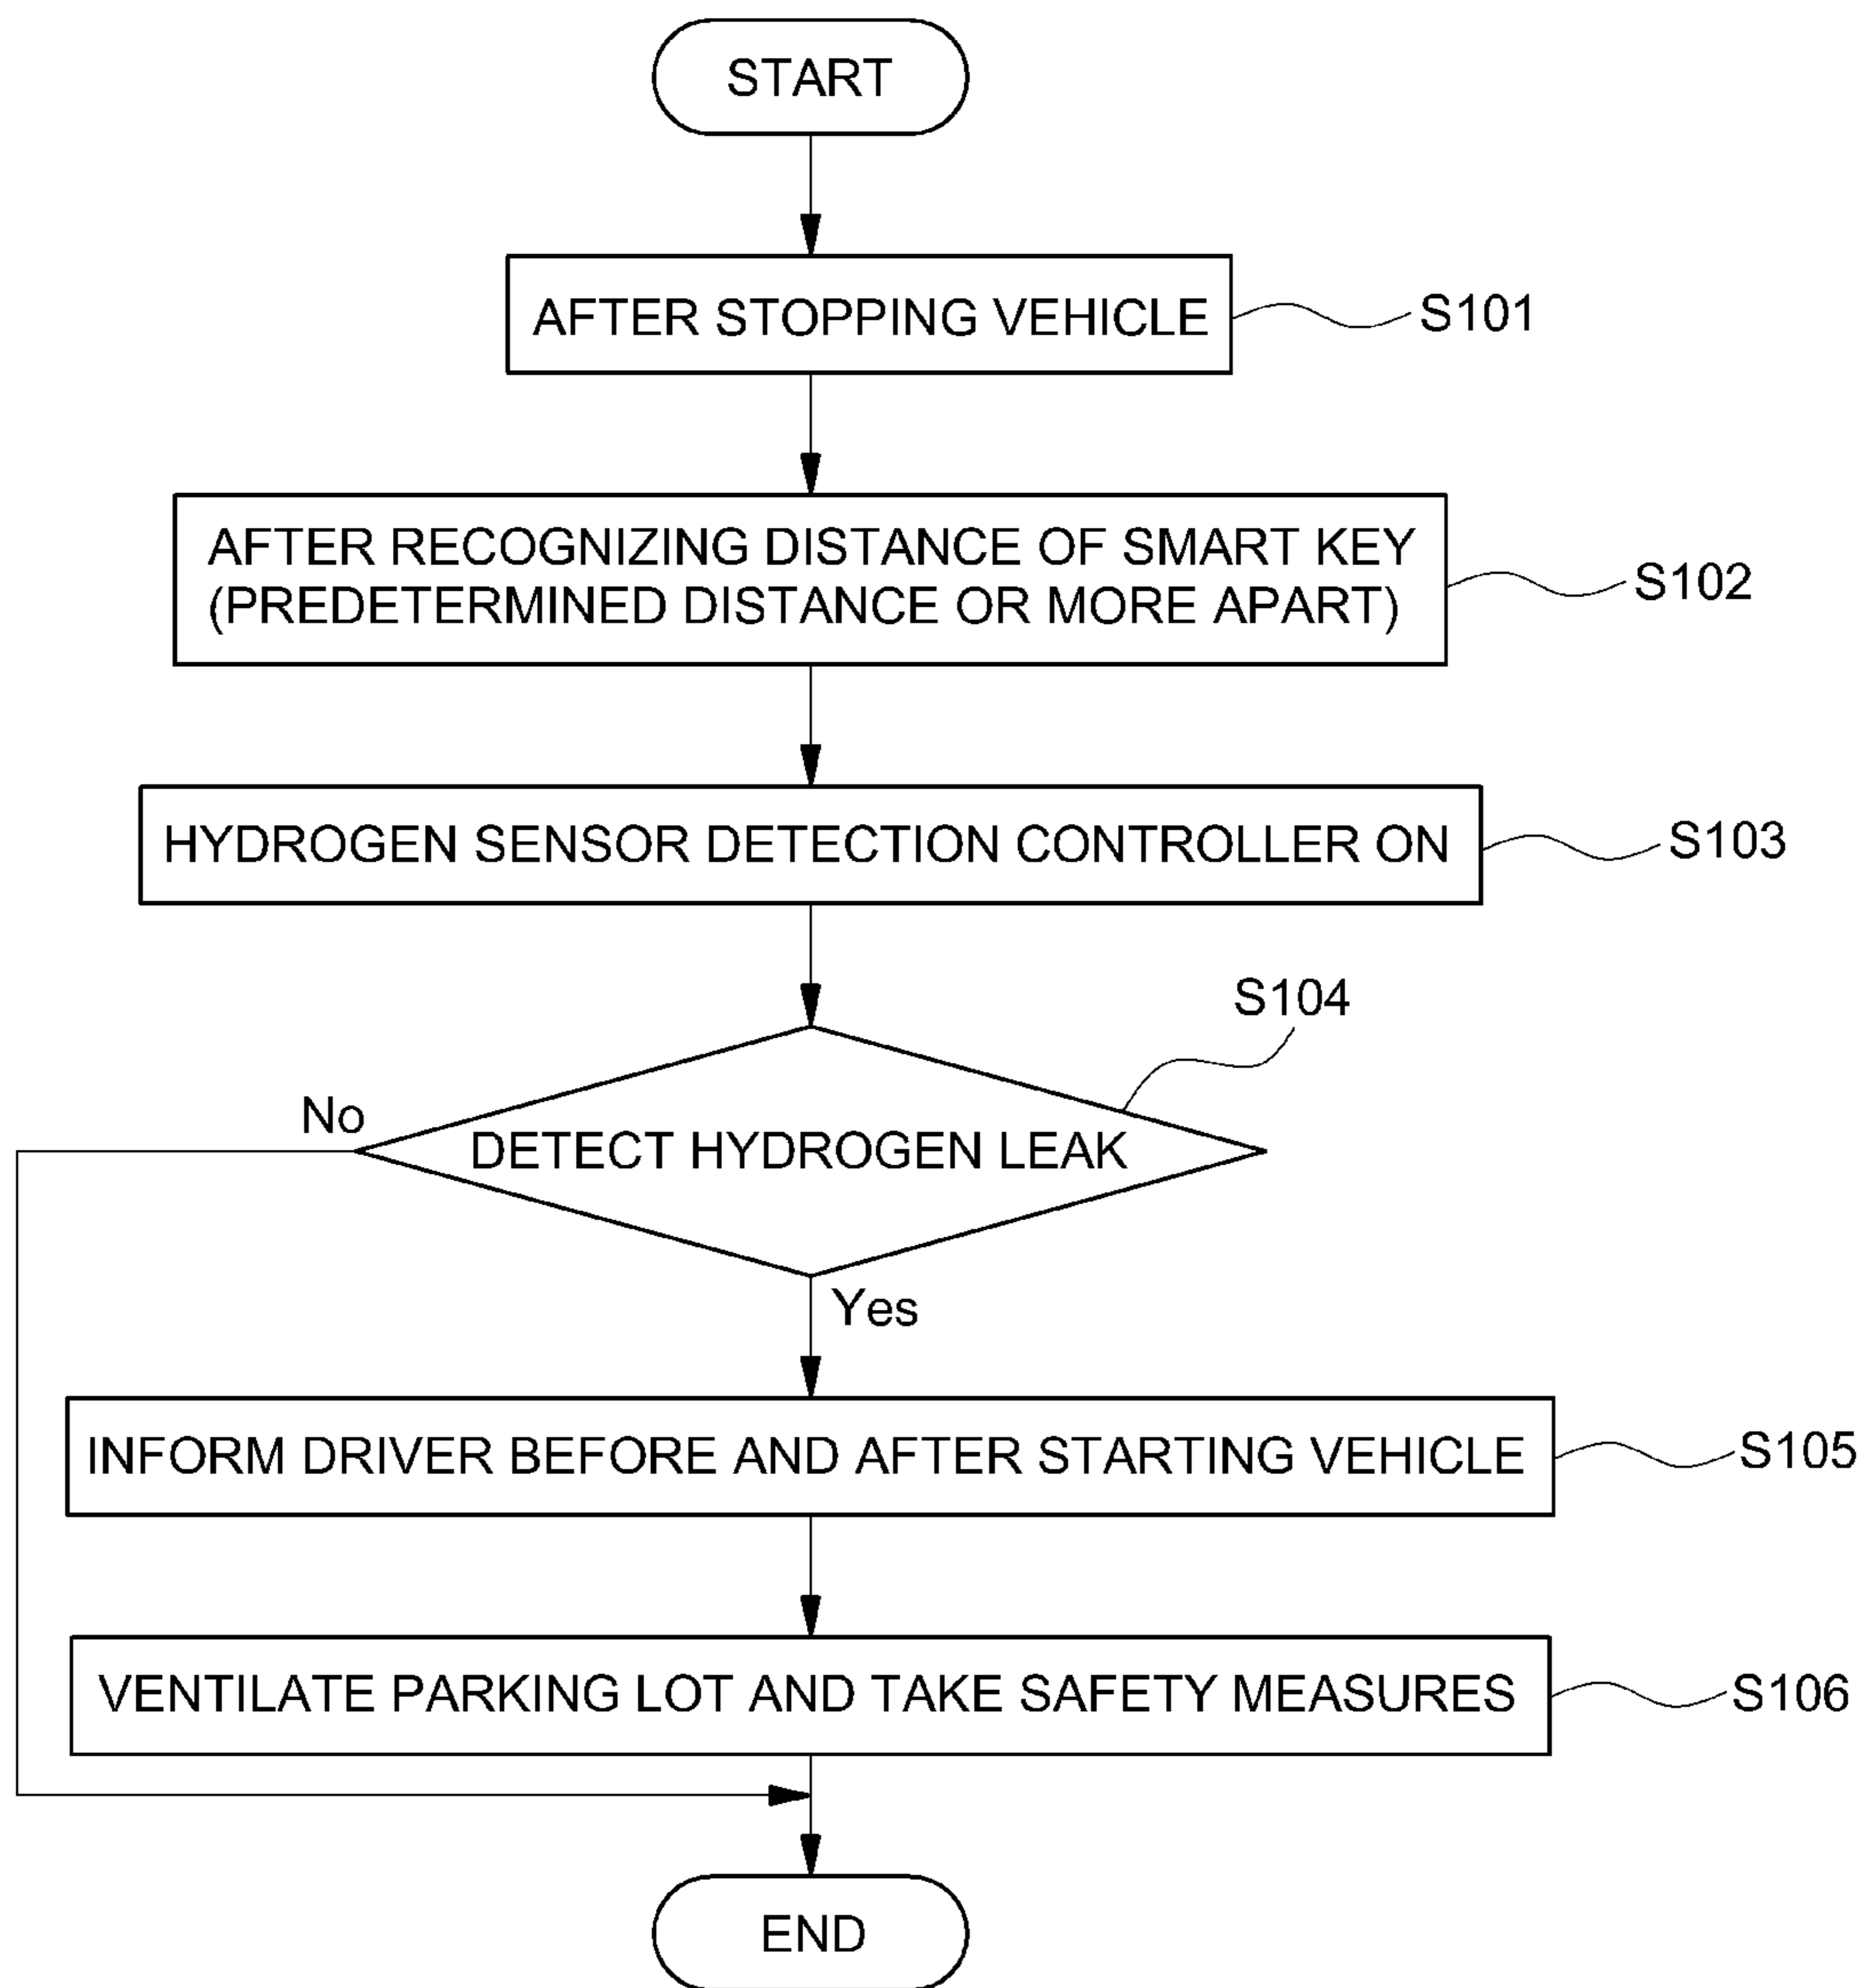 START
AFTER STOPPING VEHICLE
S101
AFTER RECOGNIZING DISTANCE OF SMART KEY
(PREDETERMINED DISTANCE OR MORE APART)
S102
HYDROGEN SENSOR DETECTION CONTROLLER ON
S103
S104
No
DETECT HYDROGEN LEAK
Yes
INFORM DRIVER BEFORE AND AFTER STARTING VEHICLE
S105
VENTILATE PARKING LOT AND TAKE SAFETY MEASURES
S106
END